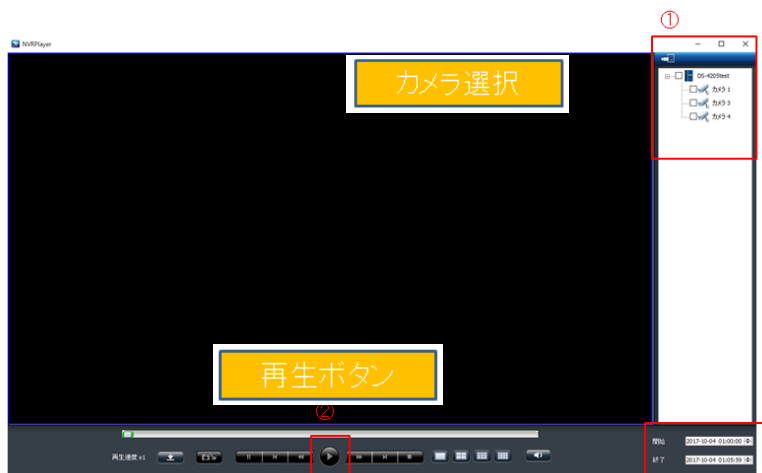 ①
NVRPlayer
カメラ選択
DS-4205test
カメラ 1
カメラ 3
カメラ 4
再生ボタン
②
開始 2017-10-04 01:00:00
再生速度 x1
終了 2017-10-04 01:05:59